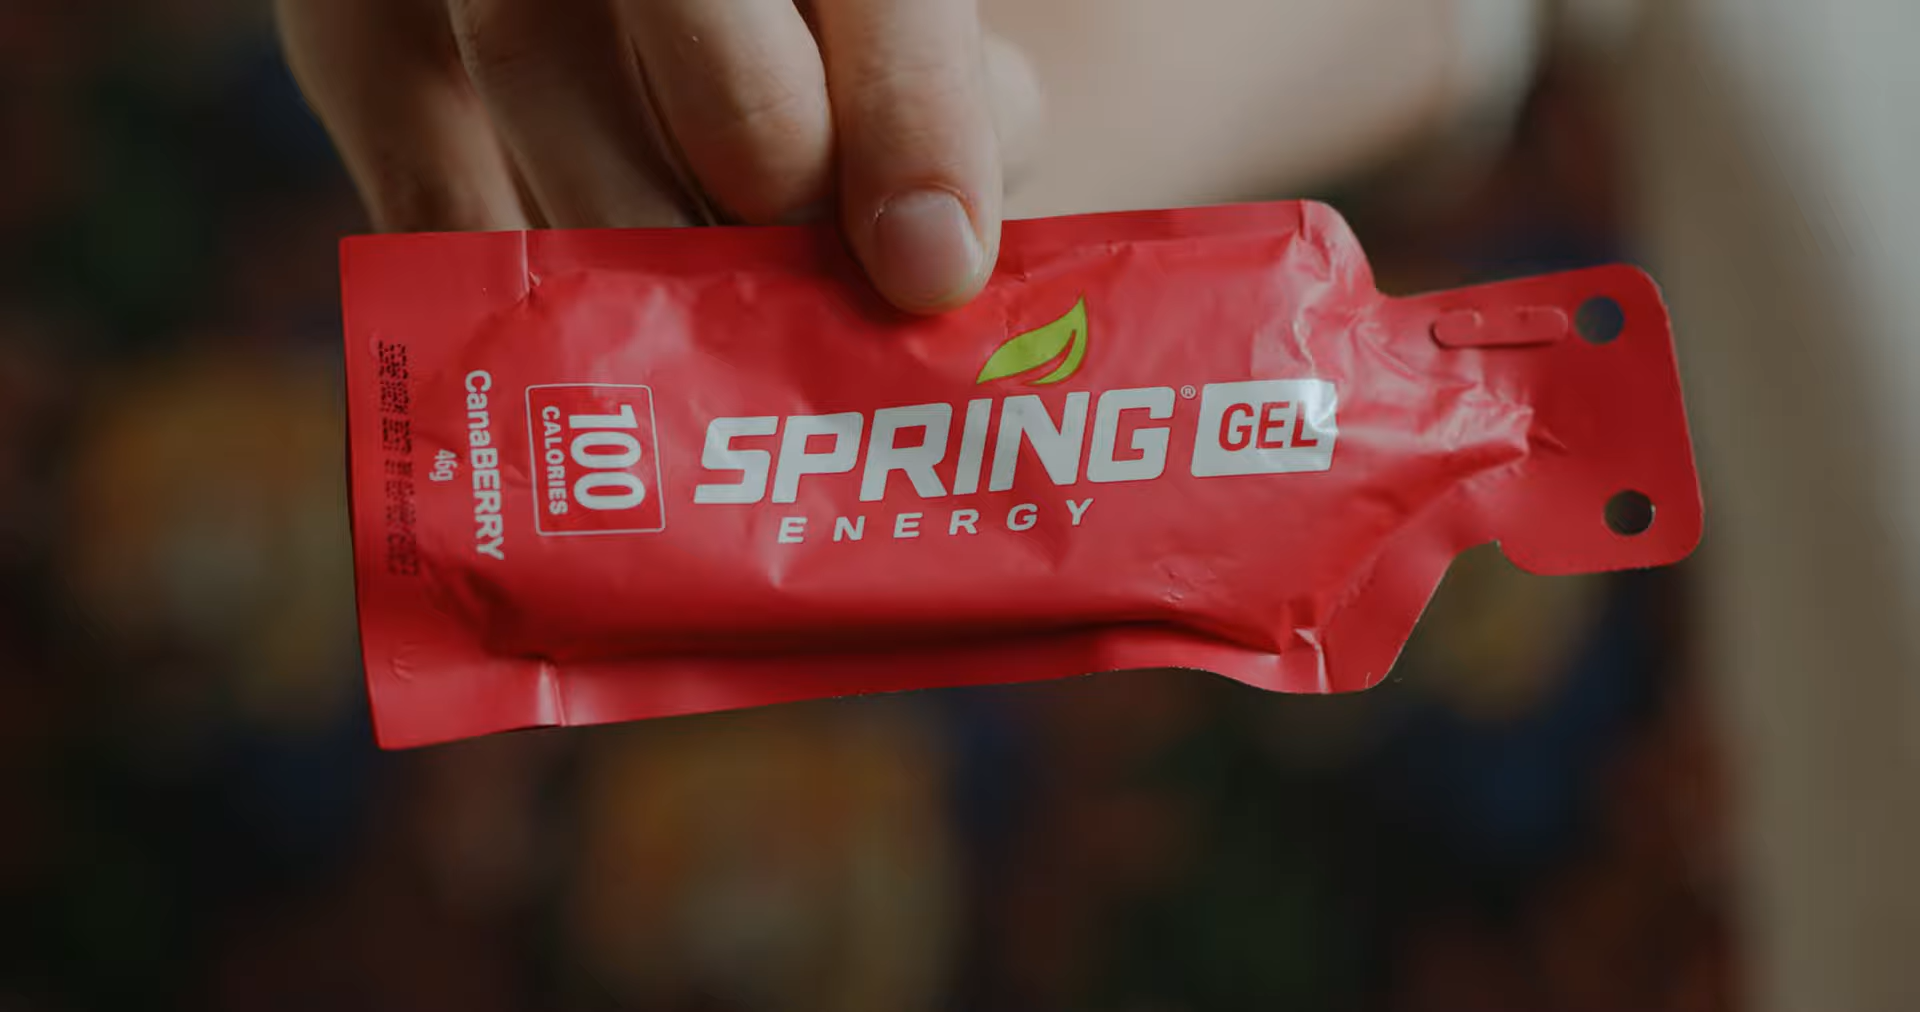 SPRING® GEL
ENERGY
100
CALORIES
CanaBERRY
46g